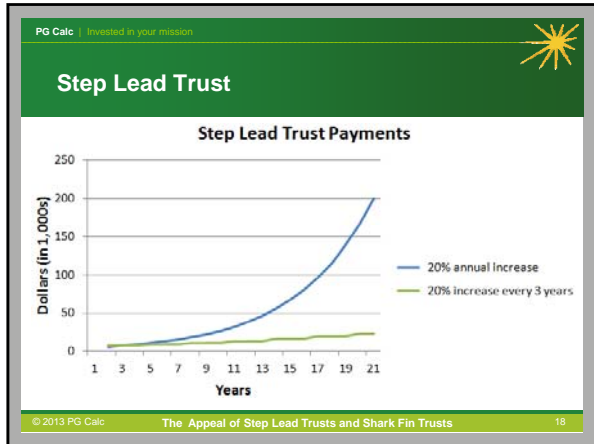 PG Calc | Invested in your mission
Step Lead Trust
Step Lead Trust Payments
250
200
150
100
50
0
Dollars (in 1,000s)
1 3 5 7 9 11 13 15 17 19 21
Years
20% annual increase
20% increase every 3 years
© 2013 PG Calc The Appeal of Step Lead Trusts and Shark Fin Trusts 18